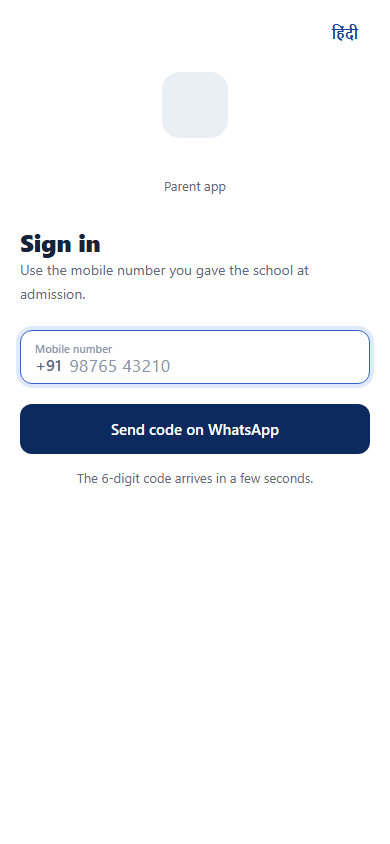 हिंदी
Parent app
Sign in
Use the mobile number you gave the school at
admission.
Mobile number
+91 98765 43210
Send code on WhatsApp
The 6-digit code arrives in a few seconds.